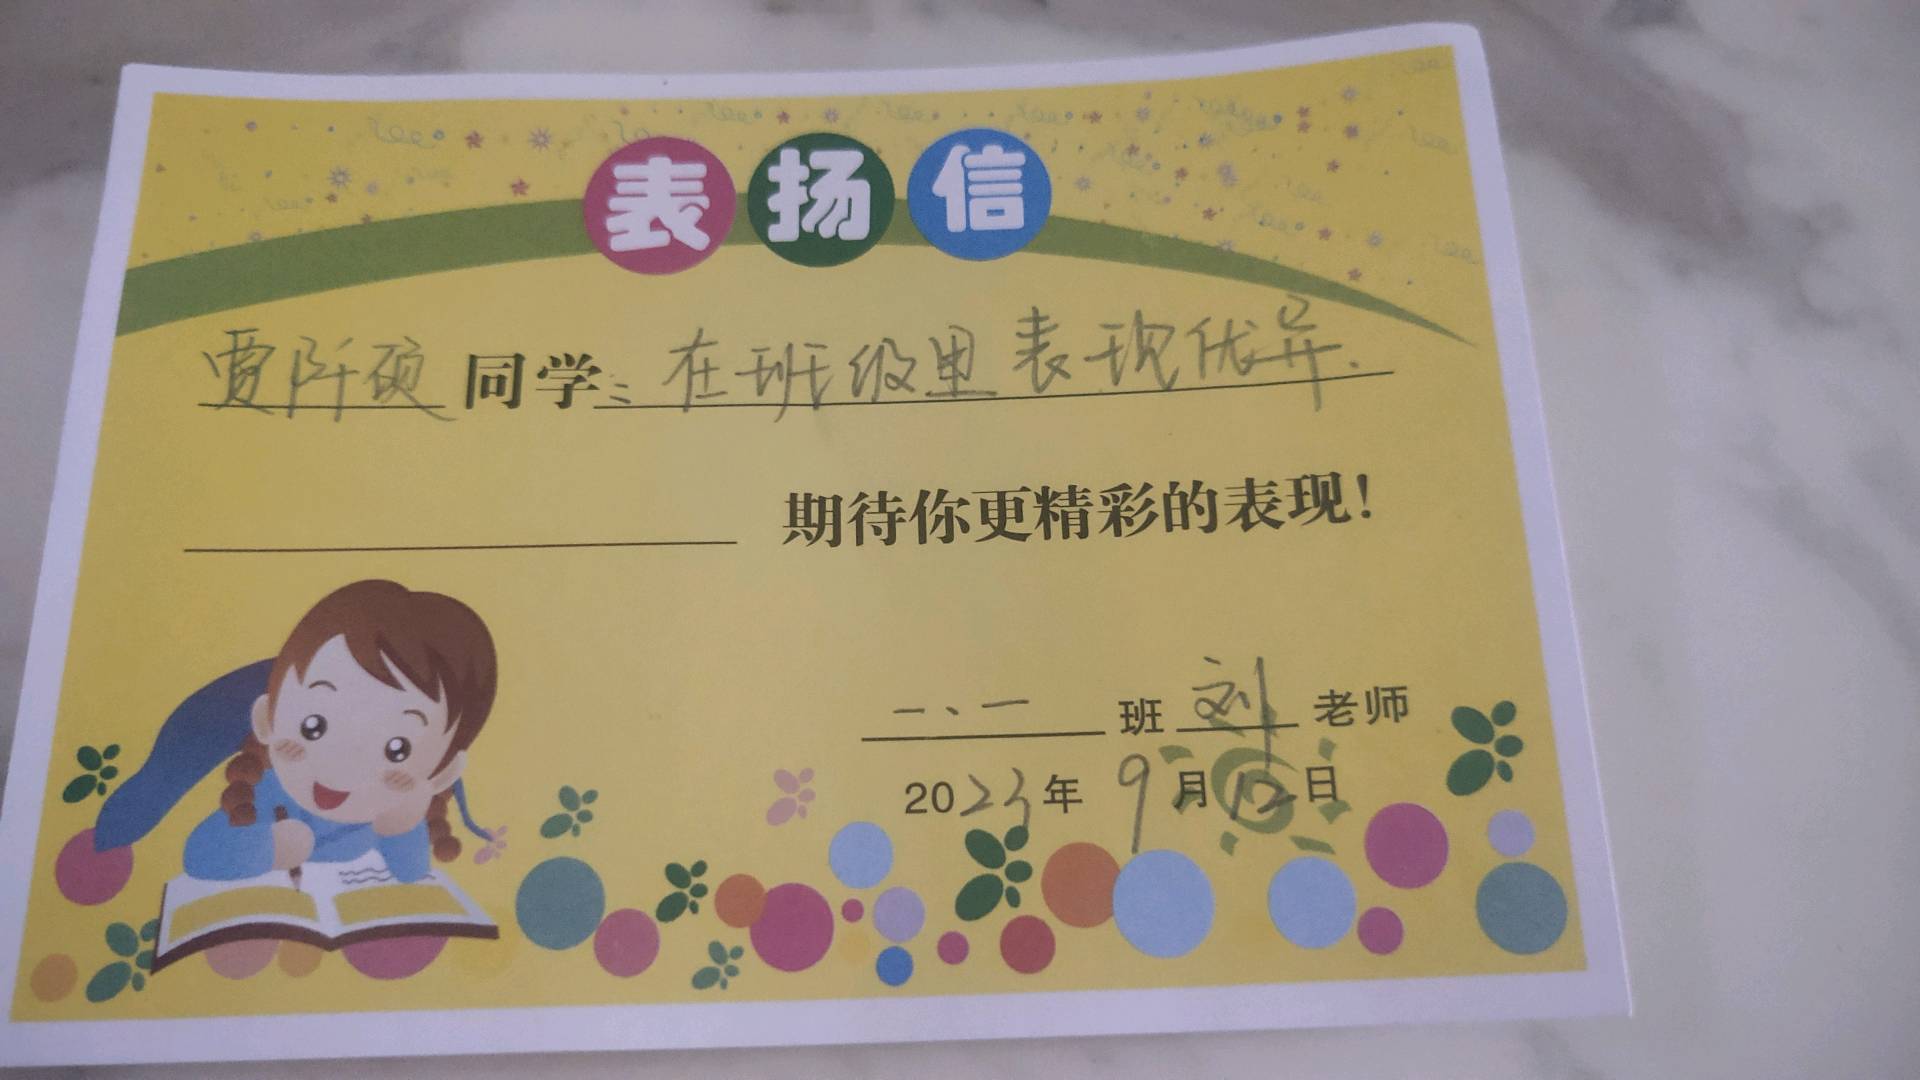 表扬信
贾阡硕同学:在班级里表现优异.
期待你更精彩的表现!
一、一班刘老师
2023年9月12日